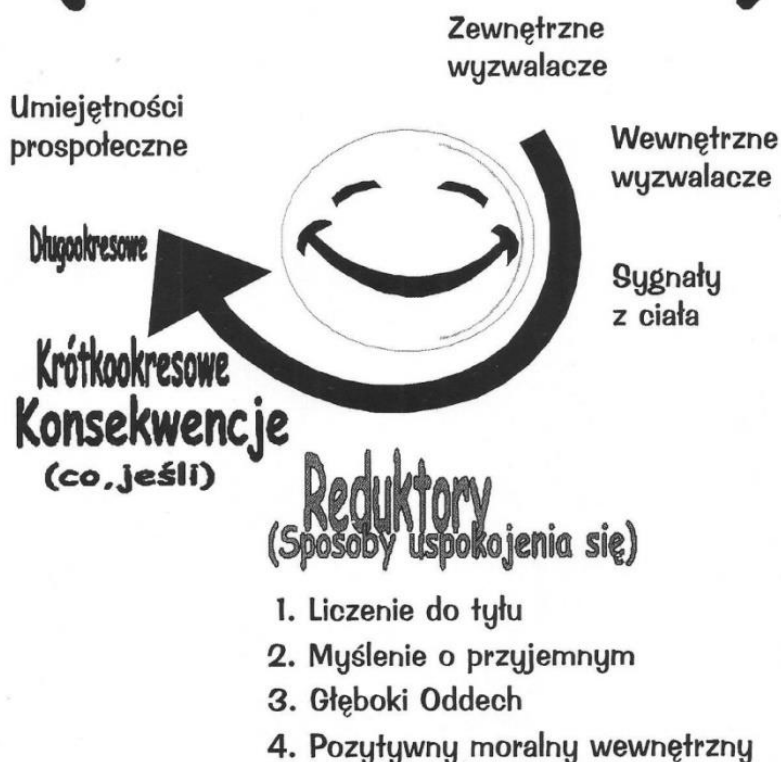 Zewnętrzne
wyzwalacze
Umiejętności
prospołeczne
Wewnętrzne
wyzwalacze
Długookresowe
Sygnały
z ciała
Krótkookresowe
Konsekwencje
(co, jeśli)
Reduktory
(Sposoby uspokojenia się)
1. Liczenie do tyłu
2. Myślenie o przyjemnym
3. Głęboki Oddech
4. Pozytywny moralny wewnętrzny